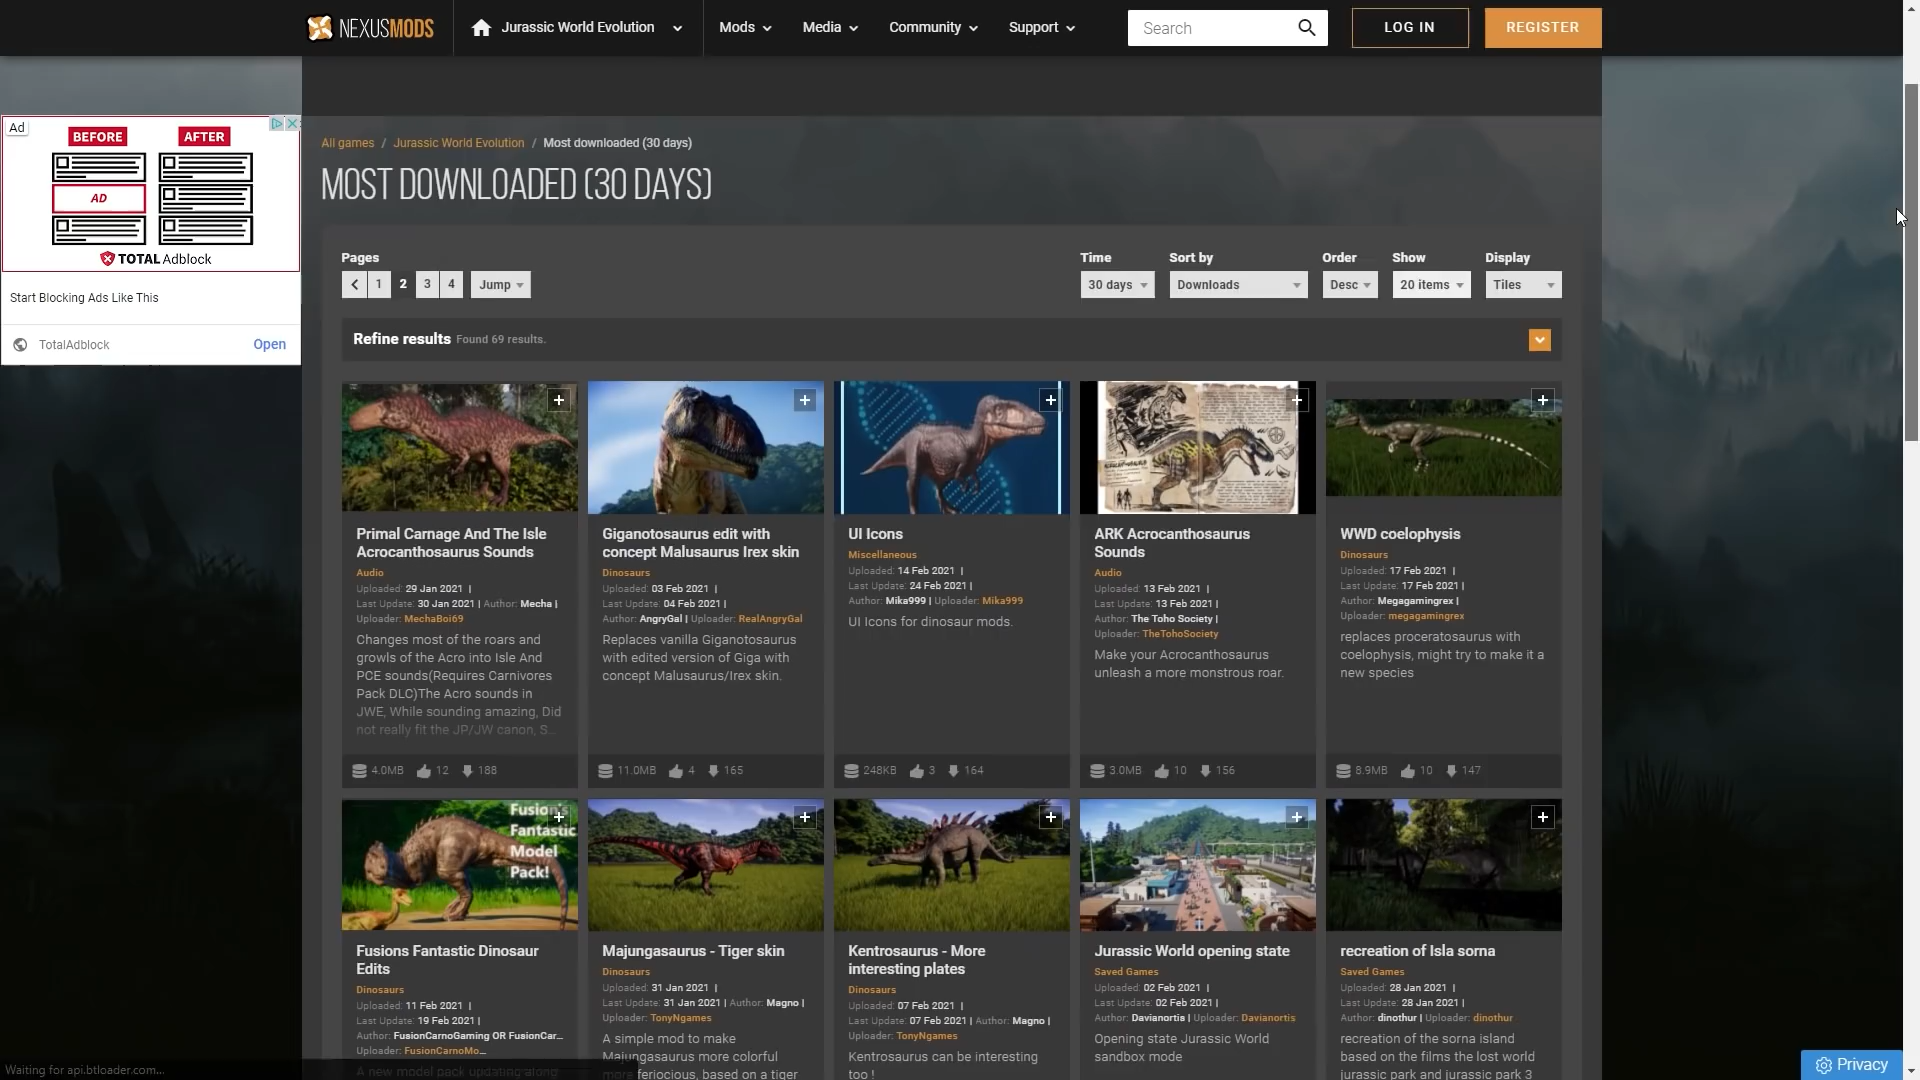 NEXUSMODS
Jurassic World Evolution
Mods
Media
Community
Support
Search
LOG IN
REGISTER
Ad
BEFORE
AFTER
AD
TOTAL Adblock
Start Blocking Ads Like This
TotalAdblock
Open
All games / Jurassic World Evolution / Most downloaded (30 days)
MOST DOWNLOADED (30 DAYS)
Pages
1 2 3 4 Jump
Time
30 days
Sort by
Downloads
Order
Desc
Show
20 items
Display
Tiles
Refine results Found 69 results.
Primal Carnage And The Isle
Acrocanthosaurus Sounds
Audio
Uploaded: 29 Jan 2021 |
Last Update: 30 Jan 2021 | Author: Mecha |
Uploader: MechaBoi69
Changes most of the roars and
growls of the Acro into Isle And
PCE sounds(Requires Carnivores
Pack DLC)The Acro sounds in
JWE, While sounding amazing, Did
not really fit the JP/JW canon, S...
4.0MB 12 188
Giganotosaurus edit with
concept Malusaurus Irex skin
Dinosaurs
Uploaded: 03 Feb 2021 |
Last Update: 04 Feb 2021 |
Author: AngryGal | Uploader: RealAngryGal
Replaces vanilla Giganotosaurus
with edited version of Giga with
concept Malusaurus/Irex skin.
11.0MB 4 165
UI Icons
Miscellaneous
Uploaded: 14 Feb 2021 |
Last Update: 24 Feb 2021 |
Author: Mika999 | Uploader: Mika999
UI Icons for dinosaur mods.
248KB 3 164
ARK Acrocanthosaurus
Sounds
Audio
Uploaded: 13 Feb 2021 |
Last Update: 13 Feb 2021 |
Author: The Toho Society |
Uploader: TheTohoSociety
Make your Acrocanthosaurus
unleash a more monstrous roar.
3.0MB 10 156
WWD coelophysis
Dinosaurs
Uploaded: 17 Feb 2021 |
Last Update: 17 Feb 2021 |
Author: Megagamingrex |
Uploader: megagamingrex
replaces proceratosaurus with
coelophysis, might try to make it a
new species
8.9MB 10 147
Fusion's
Fantastic
Model
Pack!
Fusions Fantastic Dinosaur
Edits
Dinosaurs
Uploaded: 11 Feb 2021 |
Last Update: 19 Feb 2021 |
Author: FusionCarnoGaming OR FusionCar...
Uploader: FusionCarnoMo...
A new model pack updating along
Majungasaurus - Tiger skin
Dinosaurs
Uploaded: 31 Jan 2021 |
Last Update: 31 Jan 2021 | Author: Magno |
Uploader: TonyNgames
A simple mod to make
Majungasaurus more colorful
more feriocious, based on a tiger
Kentrosaurus - More
interesting plates
Dinosaurs
Uploaded: 07 Feb 2021 |
Last Update: 07 Feb 2021 | Author: Magno |
Uploader: TonyNgames
Kentrosaurus can be interesting
too !
Jurassic World opening state
Saved Games
Uploaded: 02 Feb 2021 |
Last Update: 02 Feb 2021 |
Author: Davianortis | Uploader: Davianortis
Opening state Jurassic World
sandbox mode
recreation of Isla sorna
Saved Games
Uploaded: 28 Jan 2021 |
Last Update: 28 Jan 2021 |
Author: dinothur | Uploader: dinothur
recreation of the sorna island
based on the films the lost world
jurassic park and jurassic park 3
Waiting for api.btloader.com...
Privacy